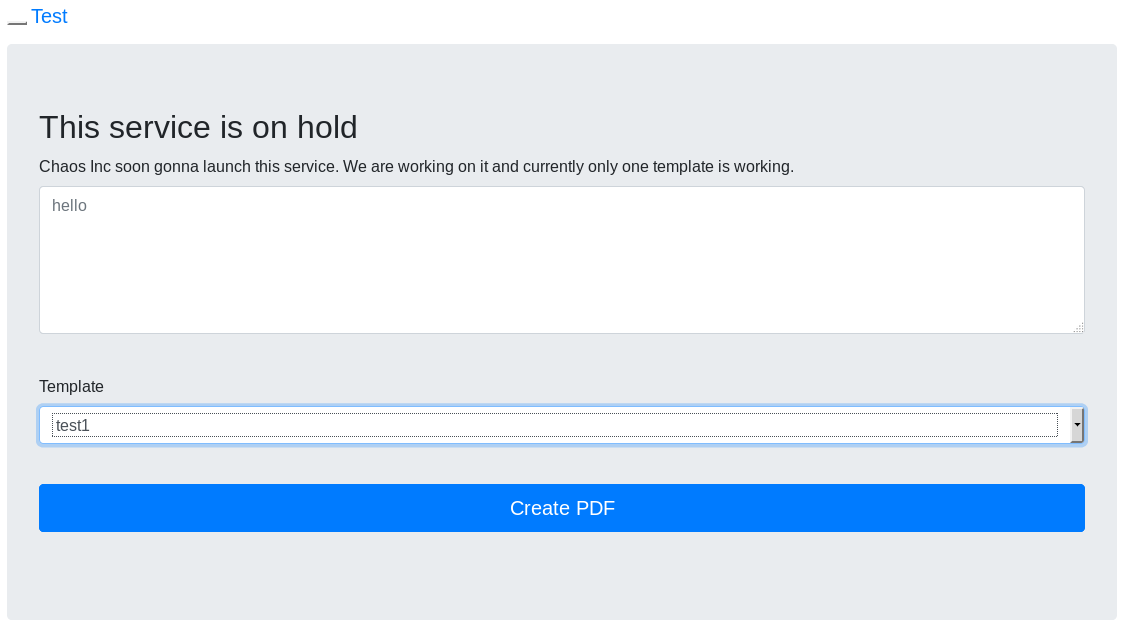 Test
This service is on hold
Chaos Inc soon gonna launch this service. We are working on it and currently only one template is working.
hello
Template
test1
Create PDF